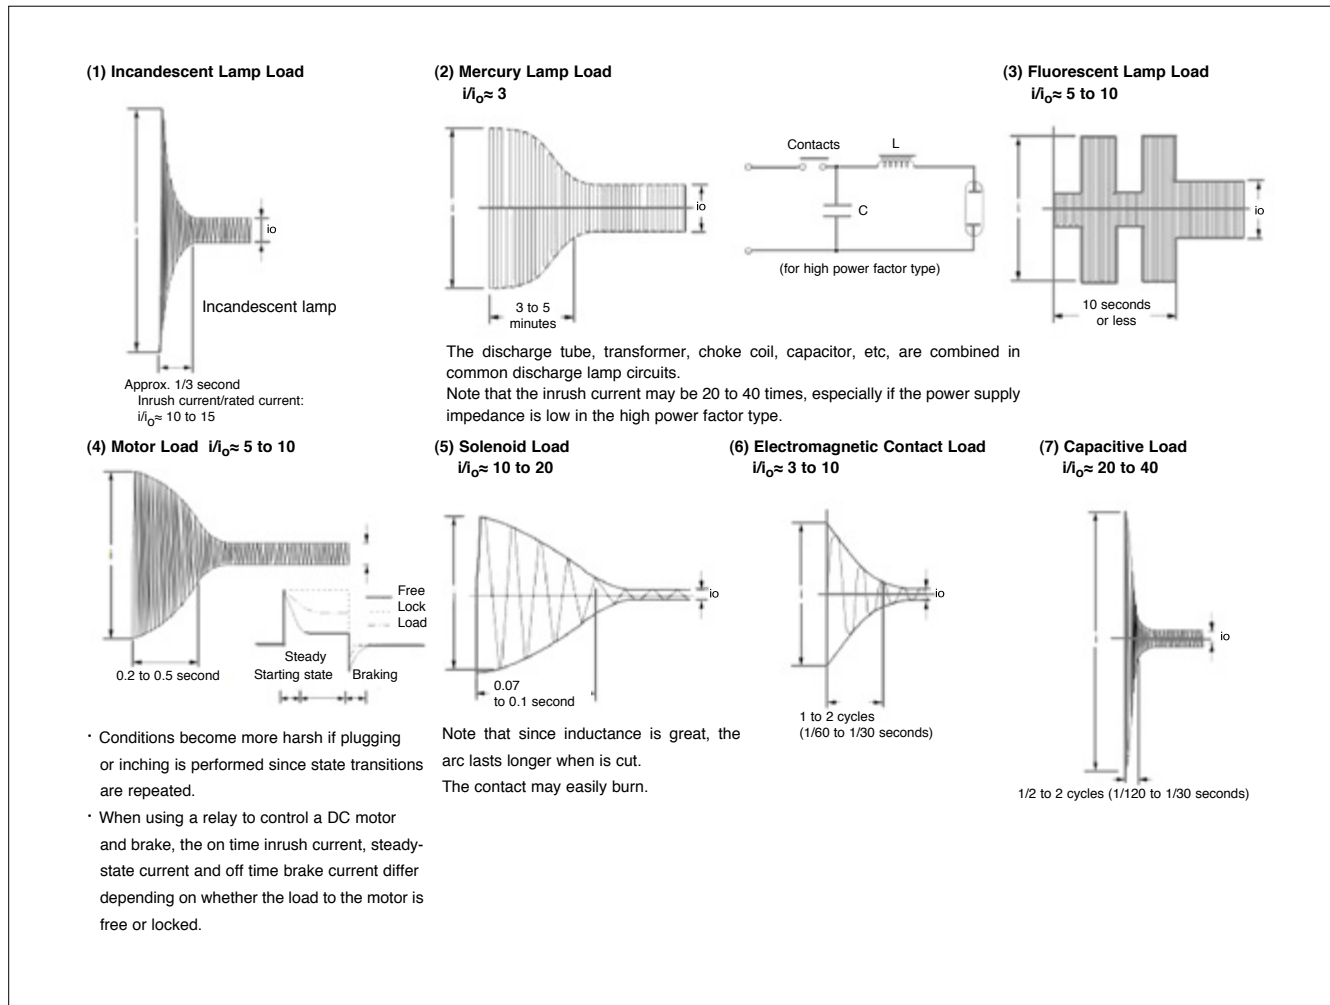 (1) Incandescent Lamp Load
io
Incandescent lamp
Approx. 1/3 second
Inrush current/rated current:
i/io≈ 10 to 15
(2) Mercury Lamp Load
i/io≈ 3
io
3 to 5
minutes
Contacts
L
C
(for high power factor type)
The discharge tube, transformer, choke coil, capacitor, etc, are combined in
common discharge lamp circuits.
Note that the inrush current may be 20 to 40 times, especially if the power supply
impedance is low in the high power factor type.
(3) Fluorescent Lamp Load
i/io≈ 5 to 10
io
10 seconds
or less
(4) Motor Load i/io≈ 5 to 10
Free
Lock
Load
Steady
Starting state
Braking
0.2 to 0.5 second
· Conditions become more harsh if plugging
or inching is performed since state transitions
are repeated.
· When using a relay to control a DC motor
and brake, the on time inrush current, steady-
state current and off time brake current differ
depending on whether the load to the motor is
free or locked.
(5) Solenoid Load
i/io≈ 10 to 20
io
0.07
to 0.1 second
Note that since inductance is great, the
arc lasts longer when is cut.
The contact may easily burn.
(6) Electromagnetic Contact Load
i/io≈ 3 to 10
io
1 to 2 cycles
(1/60 to 1/30 seconds)
(7) Capacitive Load
i/io≈ 20 to 40
io
1/2 to 2 cycles (1/120 to 1/30 seconds)